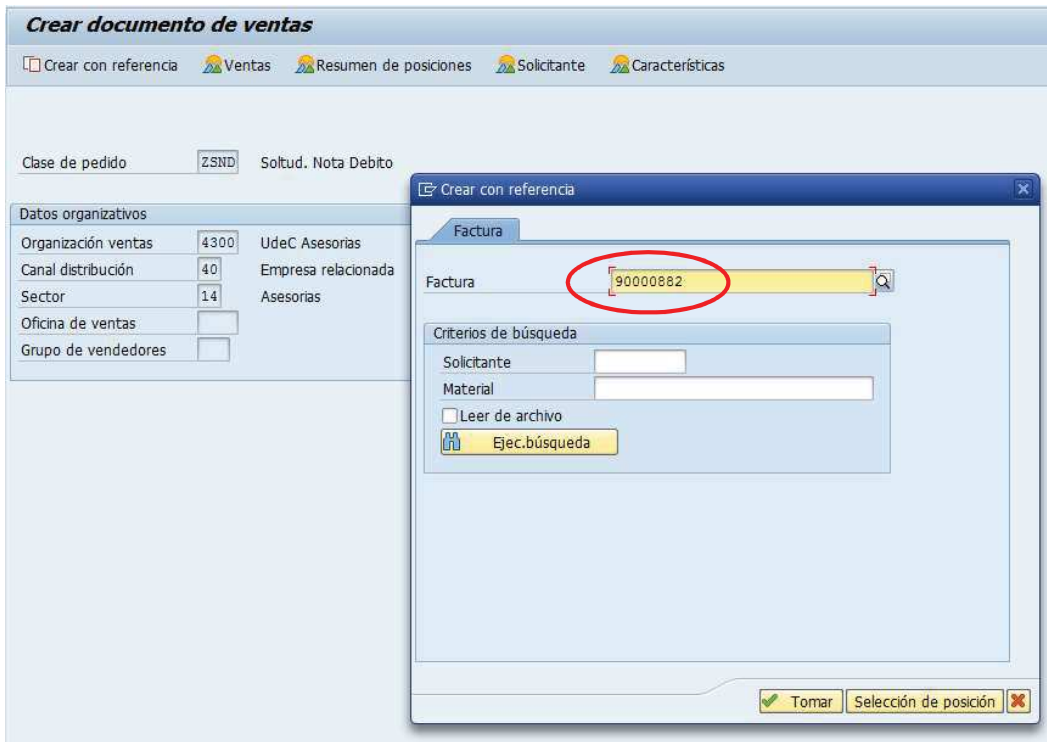 Crear documento de ventas
Crear con referencia Ventas Resumen de posiciones Solicitante Características
Clase de pedido ZSND Soltud. Nota Debito
Datos organizativos
Organización ventas 4300 UdeC Asesorias
Canal distribución 40 Empresa relacionada
Sector 14 Asesorias
Oficina de ventas
Grupo de vendedores
Crear con referencia
Factura
Factura 90000882
Criterios de búsqueda
Solicitante
Material
Leer de archivo
Ejec.búsqueda
Tomar Selección de posición